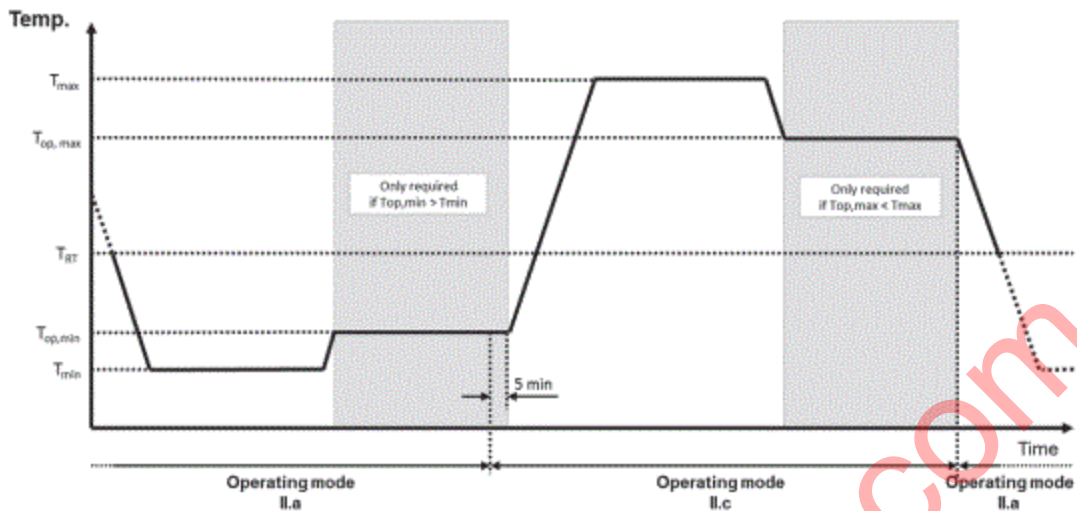 Temp.
Tmax
Top, max
Only required
if Top,min > Tmin
Only required
if Top,max < Tmax
TRT
Top,min
Tmin
5 min
Time
Operating mode
II.a
Operating mode
II.c
Operating mode
II.a
com